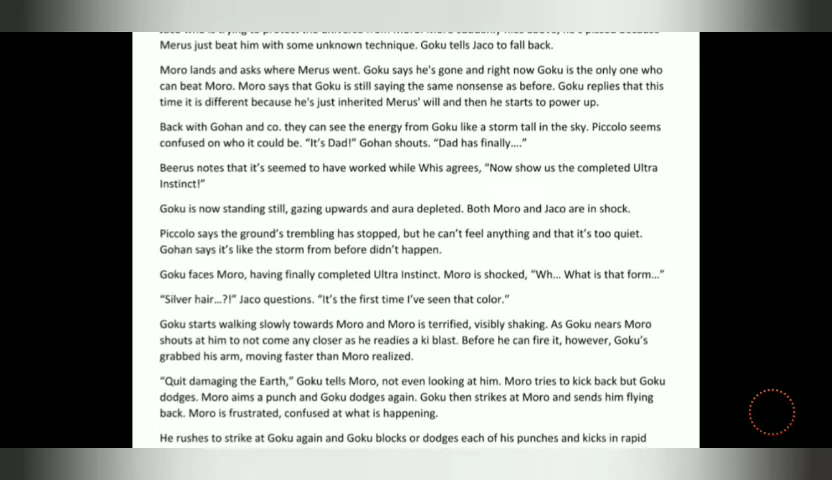 Merus just beat him with some unknown technique. Goku tells Jaco to fall back.
Moro lands and asks where Merus went. Goku says he's gone and right now Goku is the only one who
can beat Moro. Moro says that Goku is still saying the same nonsense as before. Goku replies that this
time it is different because he's just inherited Merus' will and then he starts to power up.
Back with Gohan and co. they can see the energy from Goku like a storm tall in the sky. Piccolo seems
confused on who it could be. "It's Dad!" Gohan shouts. "Dad has finally…."
Beerus notes that it's seemed to have worked while Whis agrees, "Now show us the completed Ultra
Instinct!"
Goku is now standing still, gazing upwards and aura depleted. Both Moro and Jaco are in shock.
Piccolo says the ground's trembling has stopped, but he can't feel anything and that it's too quiet.
Gohan says it's like the storm from before didn't happen.
Goku faces Moro, having finally completed Ultra Instinct. Moro is shocked, "Wh… What is that form…"
"Silver hair…?!" Jaco questions. "It's the first time I've seen that color."
Goku starts walking slowly towards Moro and Moro is terrified, visibly shaking. As Goku nears Moro
shouts at him to not come any closer as he readies a ki blast. Before he can fire it, however, Goku's
grabbed his arm, moving faster than Moro realized.
"Quit damaging the Earth," Goku tells Moro, not even looking at him. Moro tries to kick back but Goku
dodges. Moro aims a punch and Goku dodges again. Goku then strikes at Moro and sends him flying
back. Moro is frustrated, confused at what is happening.
He rushes to strike at Goku again and Goku blocks or dodges each of his punches and kicks in rapid